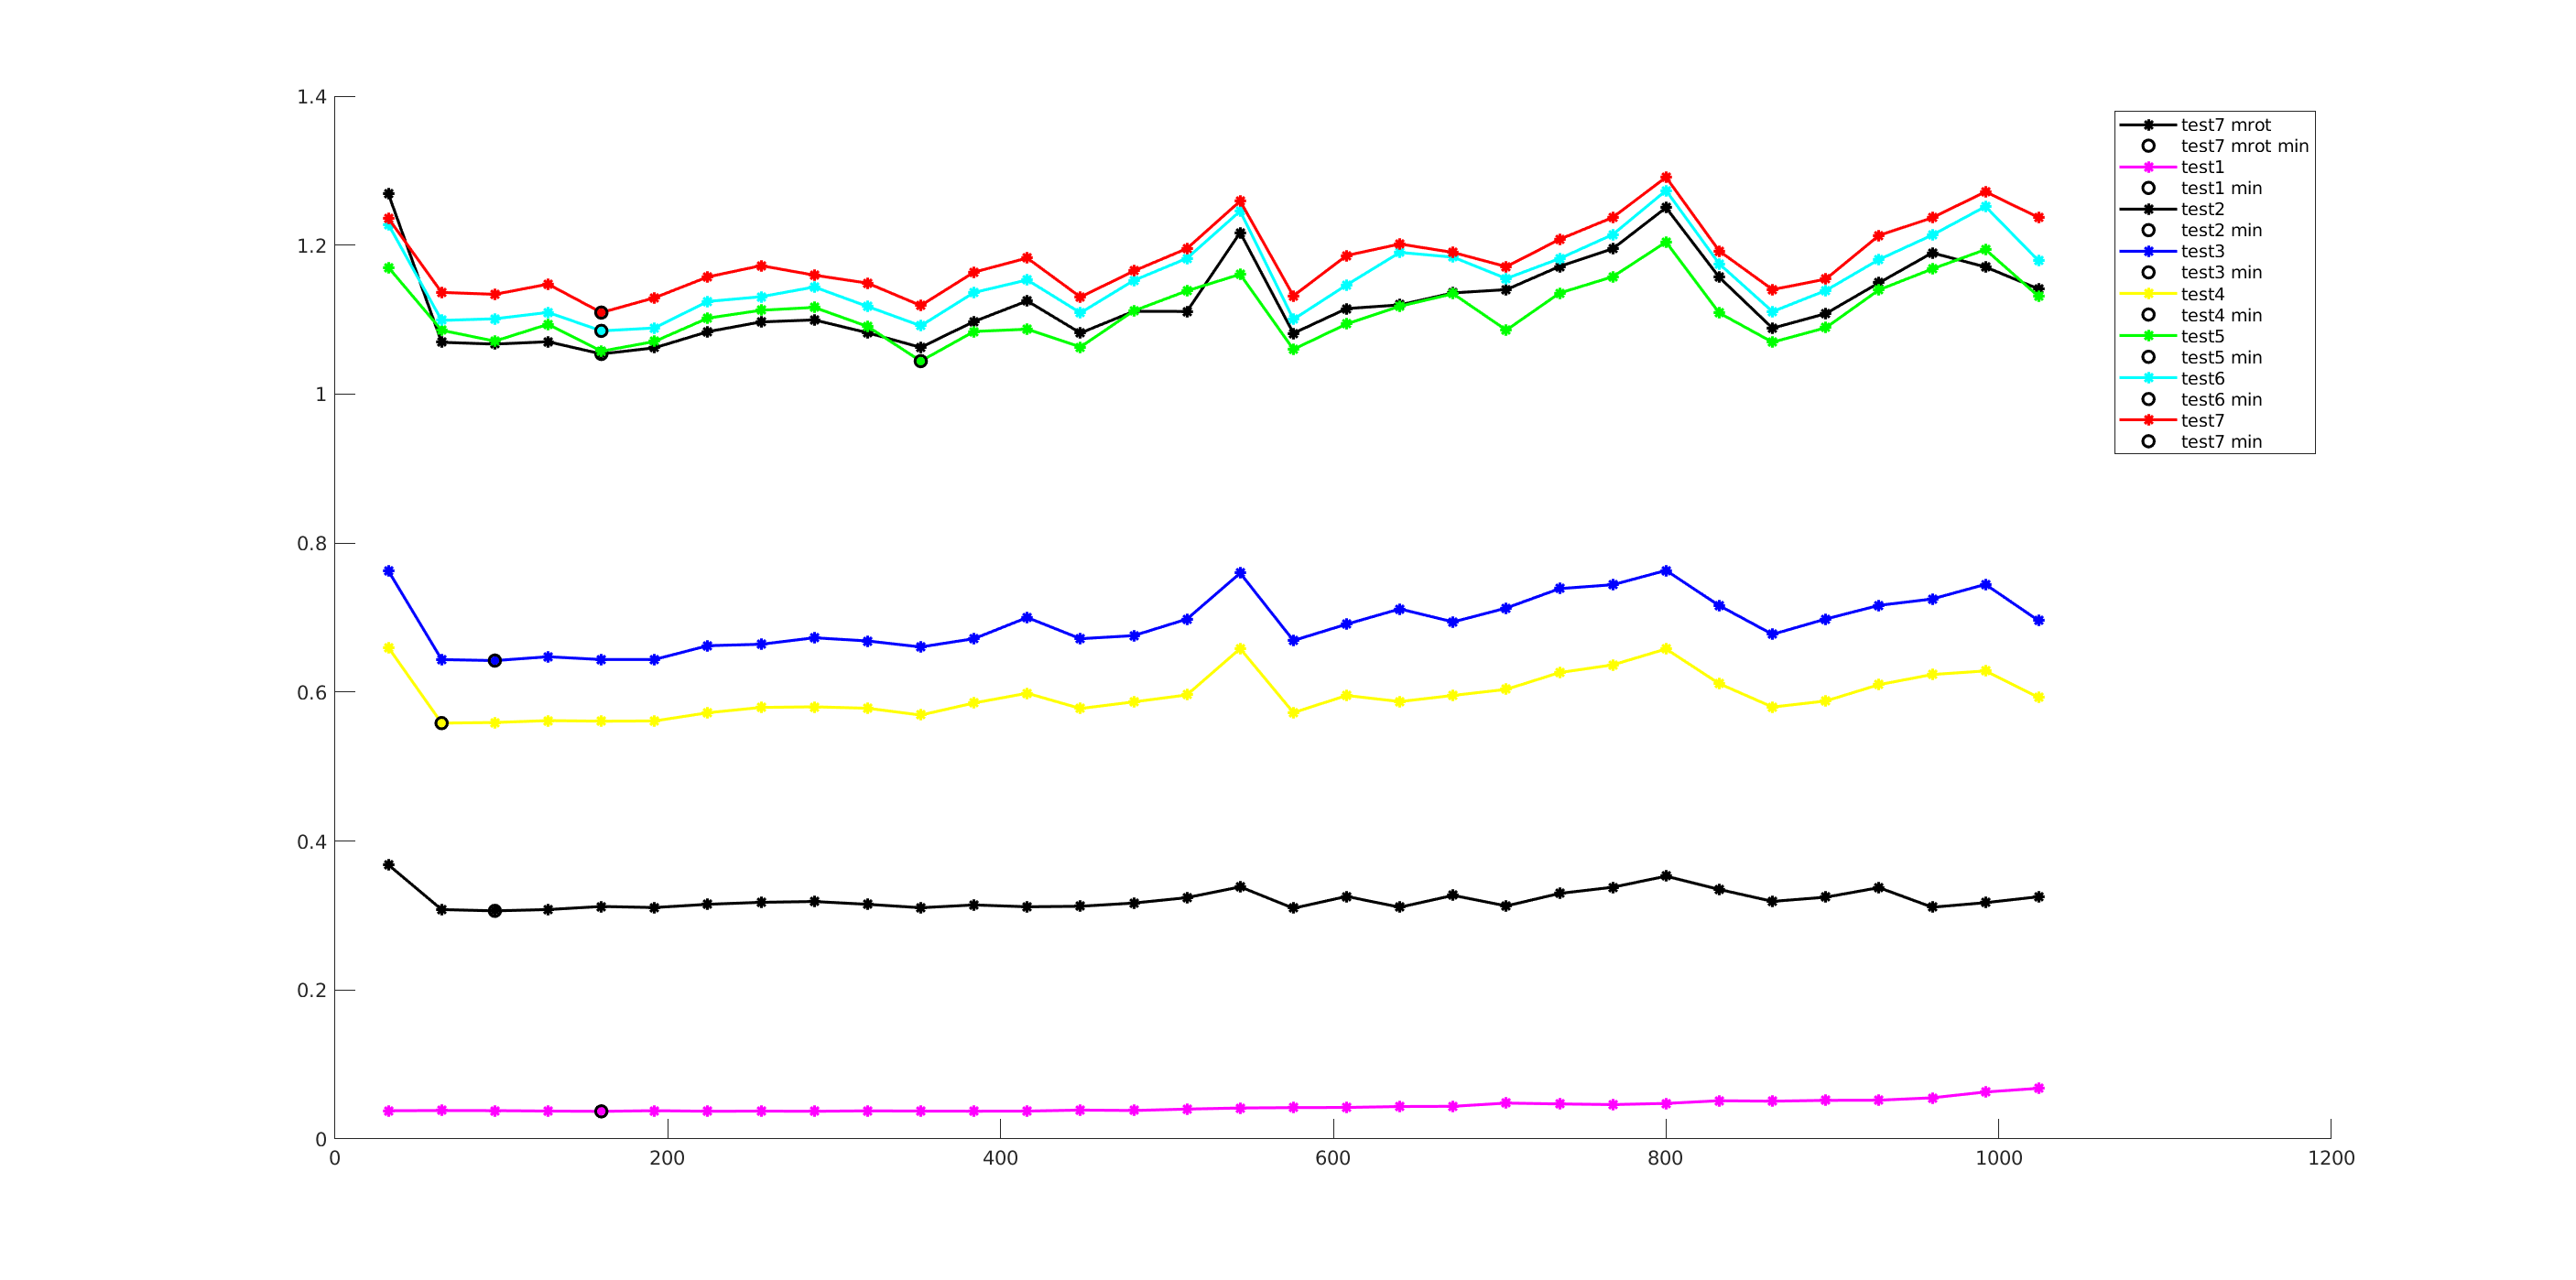 1.4
1.2
1
0.8
0.6
0.4
0.2
0
0
200
400
600
800
1000
1200
test7 mrot
test7 mrot min
test1
test1 min
test2
test2 min
test3
test3 min
test4
test4 min
test5
test5 min
test6
test6 min
test7
test7 min